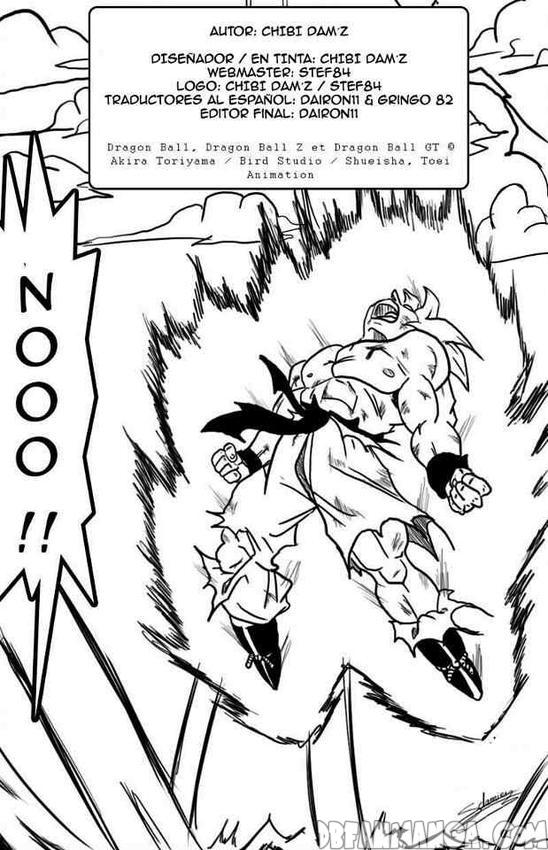 AUTOR: CHIBI DAM'Z
DISEÑADOR / EN TINTA: CHIBI DAM'Z
WEBMASTER: STEF84
LOGO: CHIBI DAM'Z / STEF84
TRADUCTORES AL ESPAÑOL: DAIRON11 & GRINGO 82
EDITOR FINAL: DAIRON11
Dragon Ball, Dragon Ball Z et Dragon Ball GT ©
Akira Toriyama / Bird Studio / Shueisha, Toei
Animation
NOOO !!
DBFANMANGA.COM